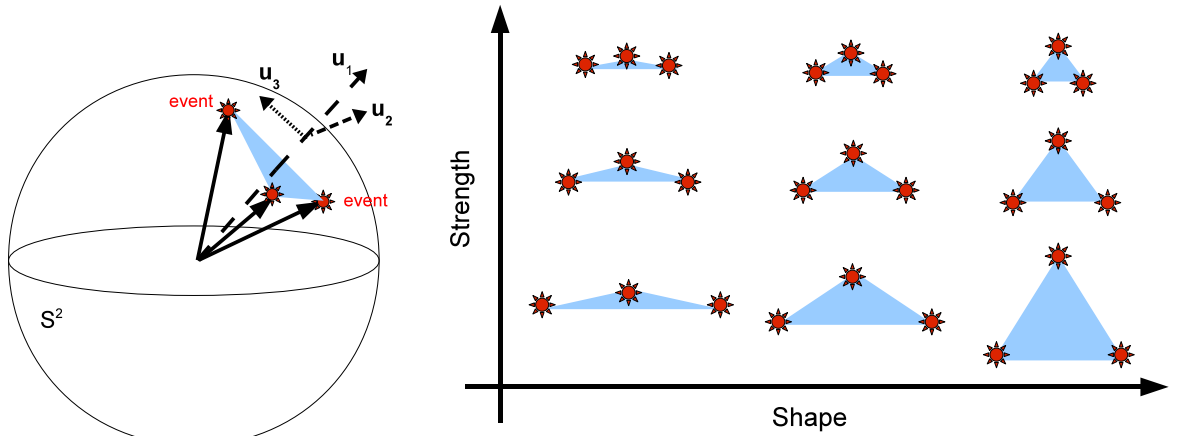 u₁
u₃
event
u₂
event
S²
Strength
Shape